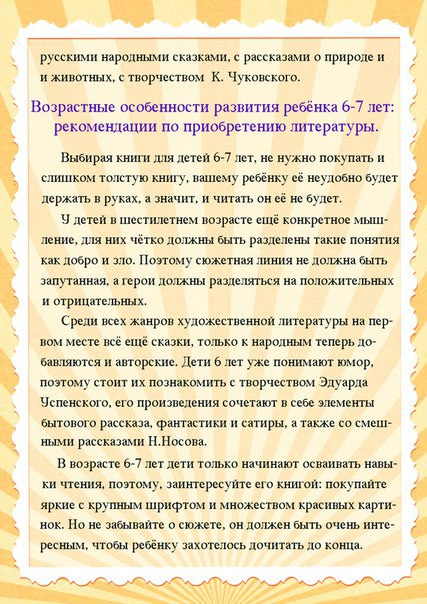 русскими народными сказками, с рассказами о природе и
и животных, с творчеством К. Чуковского.
Возрастные особенности развития ребёнка 6-7 лет:
рекомендации по приобретению литературы.
Выбирая книги для детей 6-7 лет, не нужно покупать и
слишком толстую книгу, вашему ребёнку её неудобно будет
держать в руках, а значит, и читать он её не будет.
У детей в шестилетнем возрасте ещё конкретное мыш-
ление, для них чётко должны быть разделены такие понятия
как добро и зло. Поэтому сюжетная линия не должна быть
запутанная, а герои должны разделяться на положительных
и отрицательных.
Среди всех жанров художественной литературы на пер-
вом месте всё ещё сказки, только к народным теперь до-
бавляются и авторские. Дети 6 лет уже понимают юмор,
поэтому стоит их познакомить с творчеством Эдуарда
Успенского, его произведения сочетают в себе элементы
бытового рассказа, фантастики и сатиры, а также со смеш-
ными рассказами Н.Носова.
В возрасте 6-7 лет дети только начинают осваивать навы-
ки чтения, поэтому, заинтересуйте его книгой: покупайте
яркие с крупным шрифтом и множеством красивых карти-
нок. Но не забывайте о сюжете, он должен быть очень инте-
ресным, чтобы ребёнку захотелось дочитать до конца.